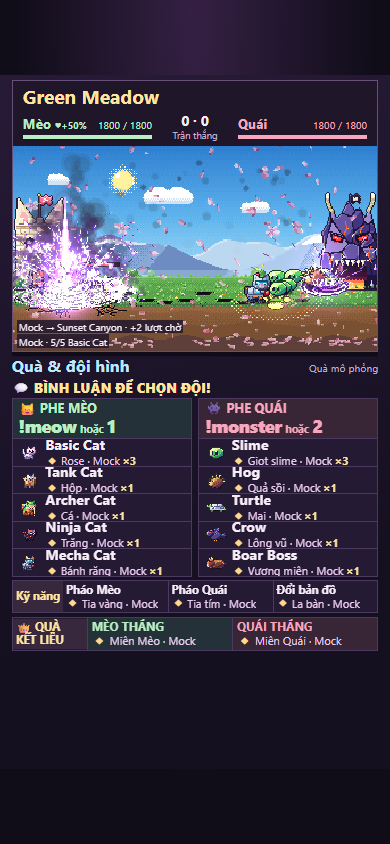 Green Meadow
Mèo ♥+50% 1800 / 1800
0 · 0
Trận thắng
Quái 1800 / 1800
Mock → Sunset Canyon · +2 lượt chờ
Mock · 5/5 Basic Cat
Quà & đội hình
Quà mô phỏng
💬 BÌNH LUẬN ĐỂ CHỌN ĐỘI!
PHE MÈO
!meow hoặc 1
Basic Cat
◆ Rose · Mock ×3
Tank Cat
◆ Hộp · Mock ×1
Archer Cat
◆ Cá · Mock ×1
Ninja Cat
◆ Trăng · Mock ×1
Mecha Cat
◆ Bánh răng · Mock ×1
PHE QUÁI
!monster hoặc 2
Slime
◆ Giọt slime · Mock ×3
Hog
◆ Quả sồi · Mock ×1
Turtle
◆ Mai · Mock ×1
Crow
◆ Lông vũ · Mock ×1
Boar Boss
◆ Vương miện · Mock ×1
Kỹ năng
Pháo Mèo
◆ Tia vàng · Mock
Pháo Quái
◆ Tia tím · Mock
Đổi bản đồ
◆ La bàn · Mock
QUÀ
KẾT LIỄU
MÈO THẮNG
◆ Miền Mèo · Mock
QUÁI THẮNG
◆ Miền Quái · Mock